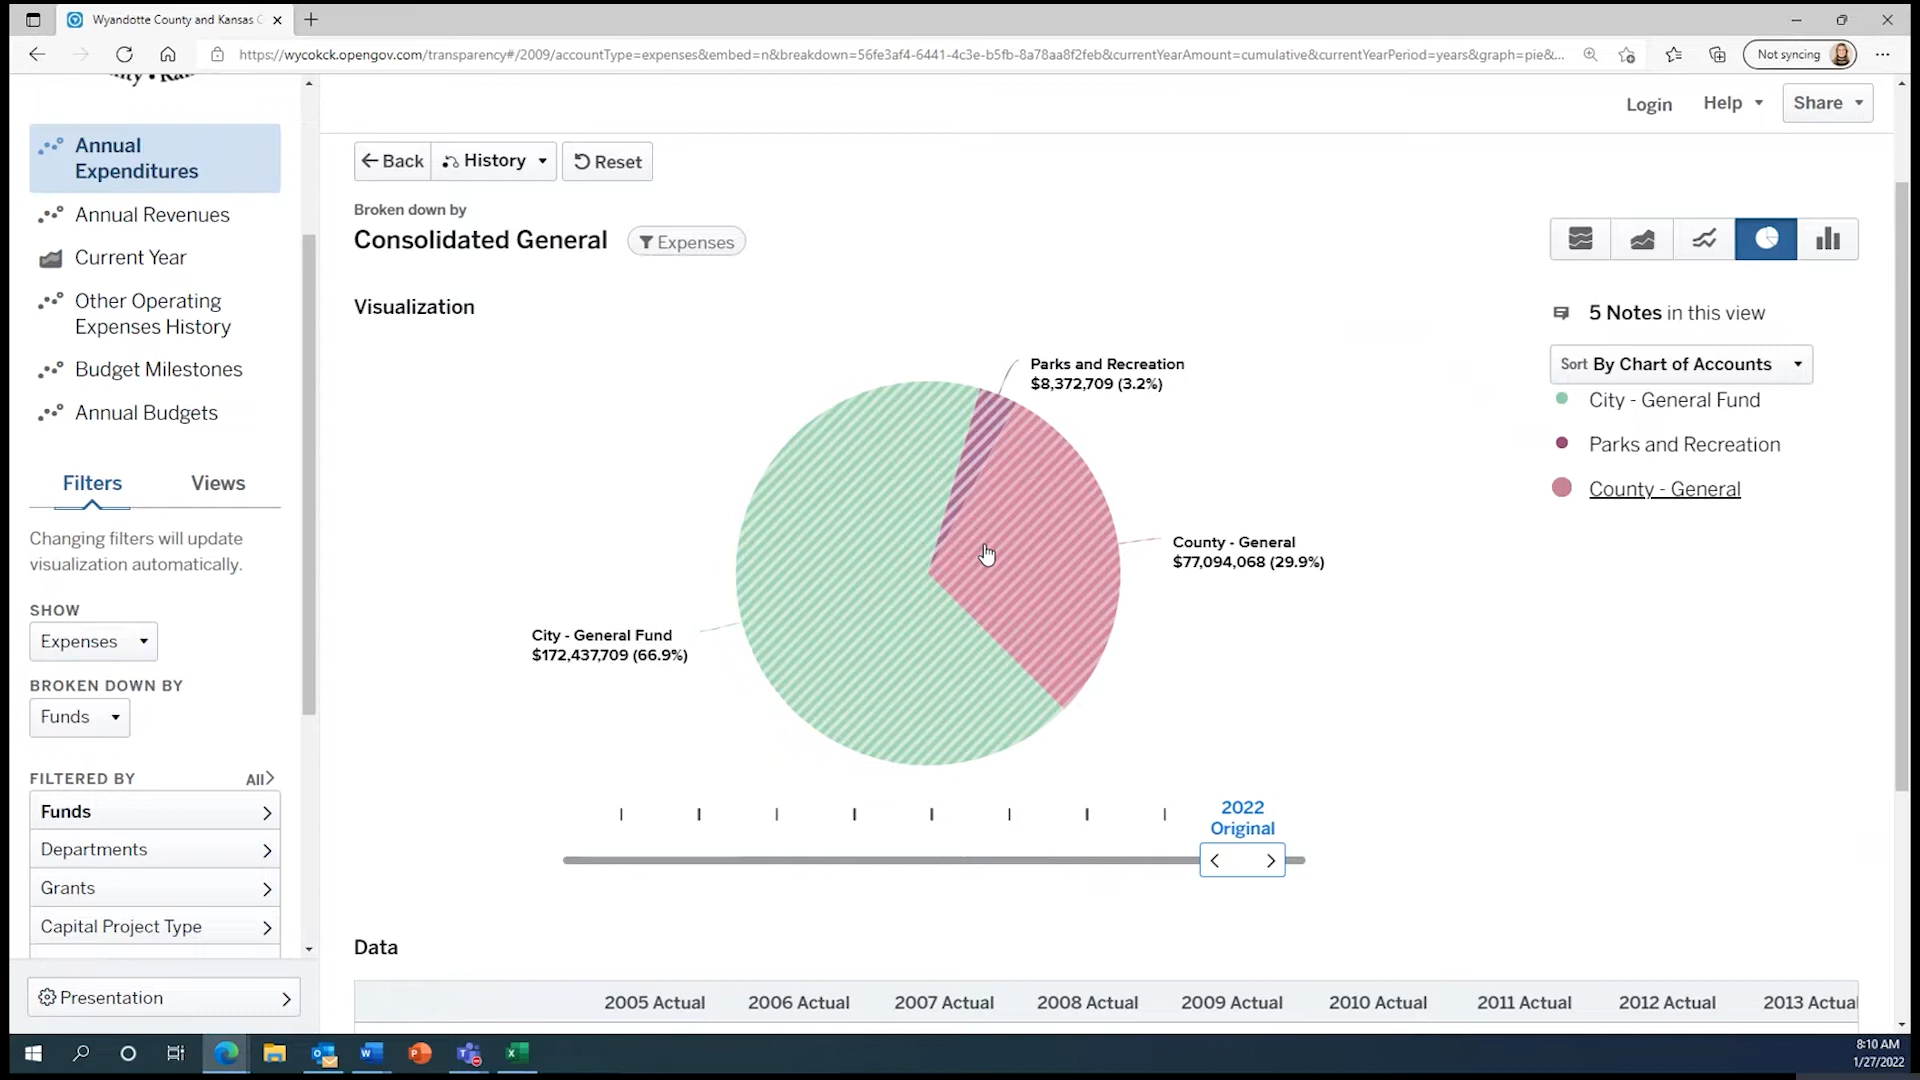 Wyandotte County and Kansas C
https://wycokck.opengov.com/transparency#/2009/accountType=expenses&embed=n&breakdown=56fe3af4-6441-4c3e-b5fb-8a78aa8f2feb&currentYearAmount=cumulative&currentYearPeriod=years&graph=pie&...
Not syncing
Login
Help
Share
Annual
Expenditures
Annual Revenues
Current Year
Other Operating
Expenses History
Budget Milestones
Annual Budgets
Filters
Views
Changing filters will update
visualization automatically.
SHOW
Expenses
BROKEN DOWN BY
Funds
FILTERED BY
All
Funds
Departments
Grants
Capital Project Type
Presentation
Back
History
Reset
Broken down by
Consolidated General
Expenses
Visualization
Parks and Recreation
$8,372,709 (3.2%)
County - General
$77,094,068 (29.9%)
City - General Fund
$172,437,709 (66.9%)
2022
Original
5 Notes in this view
Sort By Chart of Accounts
City - General Fund
Parks and Recreation
County - General
Data
2005 Actual
2006 Actual
2007 Actual
2008 Actual
2009 Actual
2010 Actual
2011 Actual
2012 Actual
2013 Actual
8:10 AM
1/27/2022